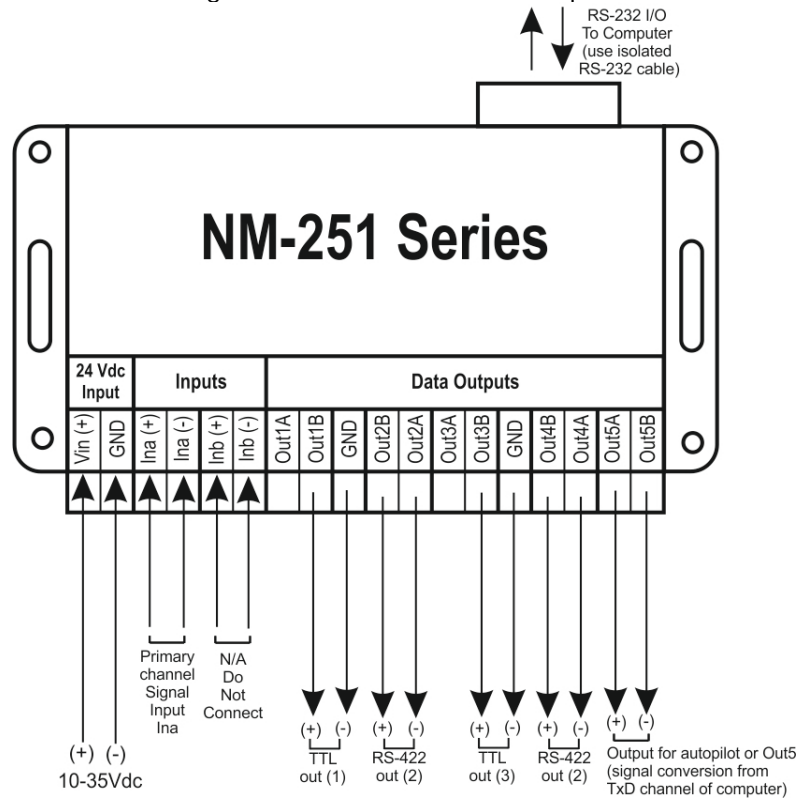 RS-232 I/O
To Computer
(use isolated
RS-232 cable)
NM-251 Series
24 Vdc
Input
Inputs
Data Outputs
Vin (+)
GND
Ina (+)
Ina (-)
Inb (+)
Inb (-)
Out1A
Out1B
GND
Out2B
Out2A
Out3A
Out3B
GND
Out4B
Out4A
Out5A
Out5B
(+) (-)
10-35Vdc
Primary
channel
Signal
Input
Ina
N/A
Do
Not
Connect
(+) (-)
TTL
out (1)
(+) (-)
RS-422
out (2)
(+) (-)
TTL
out (3)
(+) (-)
RS-422
out (2)
(+) (-)
Output for autopilot or Out5
(signal conversion from
TxD channel of computer)